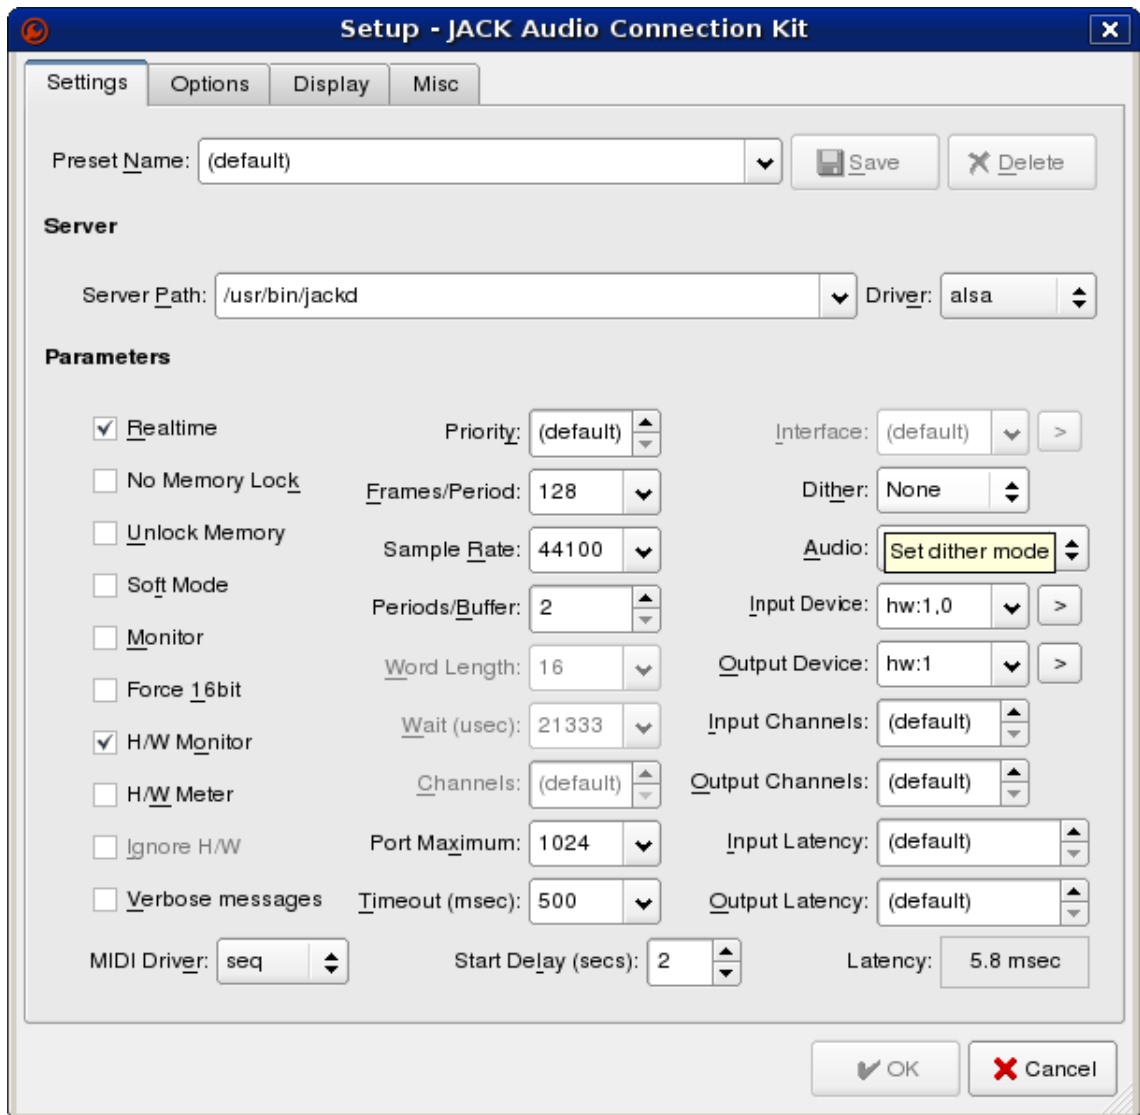 Setup - JACK Audio Connection Kit
Settings Options Display Misc
Preset Name: (default) Save Delete
Server
Server Path: /usr/bin/jackd Driver: alsa
Parameters
Realtime Priority: (default) Interface: (default) >
No Memory Lock Frames/Period: 128 Dither: None
Unlock Memory Sample Rate: 44100 Audio: Set dither mode
Soft Mode Periods/Buffer: 2 Input Device: hw:1,0 >
Monitor Word Length: 16 Output Device: hw:1 >
Force 16bit Wait (usec): 21333 Input Channels: (default)
H/W Monitor Channels: (default) Output Channels: (default)
H/W Meter Port Maximum: 1024 Input Latency: (default)
Ignore H/W Timeout (msec): 500 Output Latency: (default)
Verbose messages
MIDI Driver: seq Start Delay (secs): 2 Latency: 5.8 msec
OK Cancel